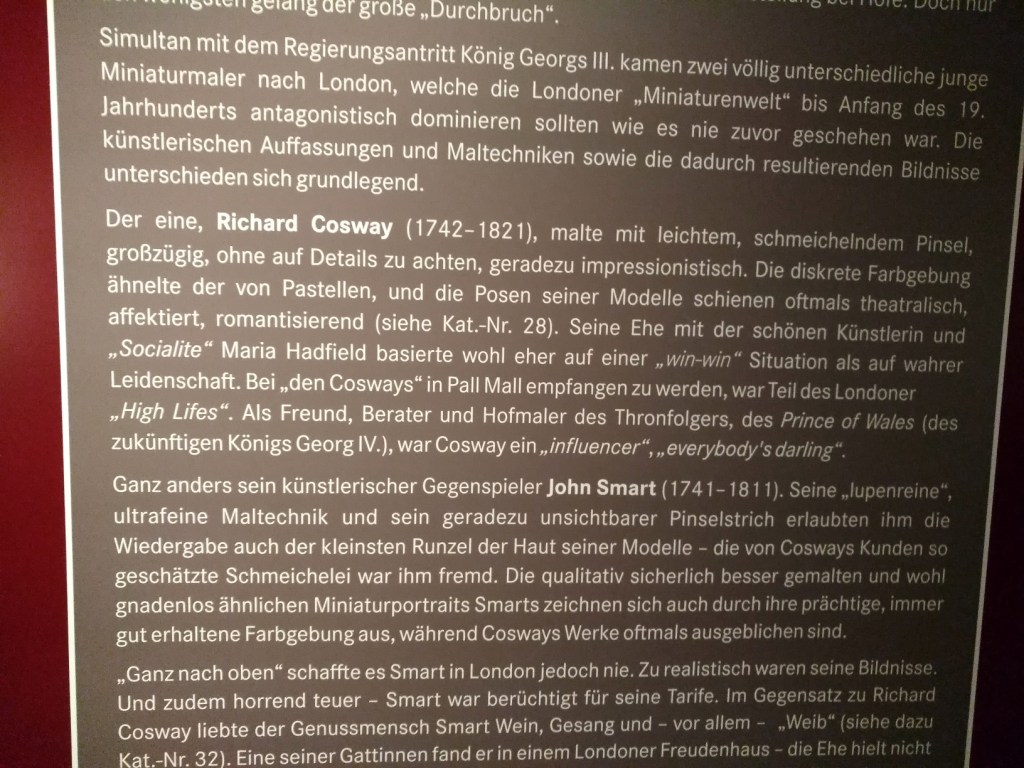 wenigsten gelang der große „Durchbruch“.
bei Hofe. Doch nur
Simultan mit dem Regierungsantritt König Georgs III. kamen zwei völlig unterschiedliche junge
Miniaturmaler nach London, welche die Londoner „Miniaturenwelt“ bis Anfang des 19.
Jahrhunderts antagonistisch dominieren sollten wie es nie zuvor geschehen war. Die
künstlerischen Auffassungen und Maltechniken sowie die dadurch resultierenden Bildnisse
unterschieden sich grundlegend.
Der eine, Richard Cosway (1742–1821), malte mit leichtem, schmeichelndem Pinsel,
großzügig, ohne auf Details zu achten, geradezu impressionistisch. Die diskrete Farbgebung
ähnelte der von Pastellen, und die Posen seiner Modelle schienen oftmals theatralisch,
affektiert, romantisierend (siehe Kat.-Nr. 28). Seine Ehe mit der schönen Künstlerin und
„Socialite“ Maria Hadfield basierte wohl eher auf einer „win-win“ Situation als auf wahrer
Leidenschaft. Bei „den Cosways“ in Pall Mall empfangen zu werden, war Teil des Londoner
„High Lifes“. Als Freund, Berater und Hofmaler des Thronfolgers, des Prince of Wales (des
zukünftigen Königs Georg IV.), war Cosway ein „influencer“, „everybody's darling“.
Ganz anders sein künstlerischer Gegenspieler John Smart (1741–1811). Seine „lupenreine“,
ultrafeine Maltechnik und sein geradezu unsichtbarer Pinselstrich erlaubten ihm die
Wiedergabe auch der kleinsten Runzel der Haut seiner Modelle – die von Cosways Kunden so
geschätzte Schmeichelei war ihm fremd. Die qualitativ sicherlich besser gemalten und wohl
gnadenlos ähnlichen Miniaturportraits Smarts zeichnen sich auch durch ihre prächtige, immer
gut erhaltene Farbgebung aus, während Cosways Werke oftmals ausgeblichen sind.
„Ganz nach oben“ schaffte es Smart in London jedoch nie. Zu realistisch waren seine Bildnisse.
Und zudem horrend teuer – Smart war berüchtigt für seine Tarife. Im Gegensatz zu Richard
Cosway liebte der Genussmensch Smart Wein, Gesang und – vor allem – „Weib“ (siehe dazu
Kat.-Nr. 32). Eine seiner Gattinnen fand er in einem Londoner Freudenhaus – die Ehe hielt nicht